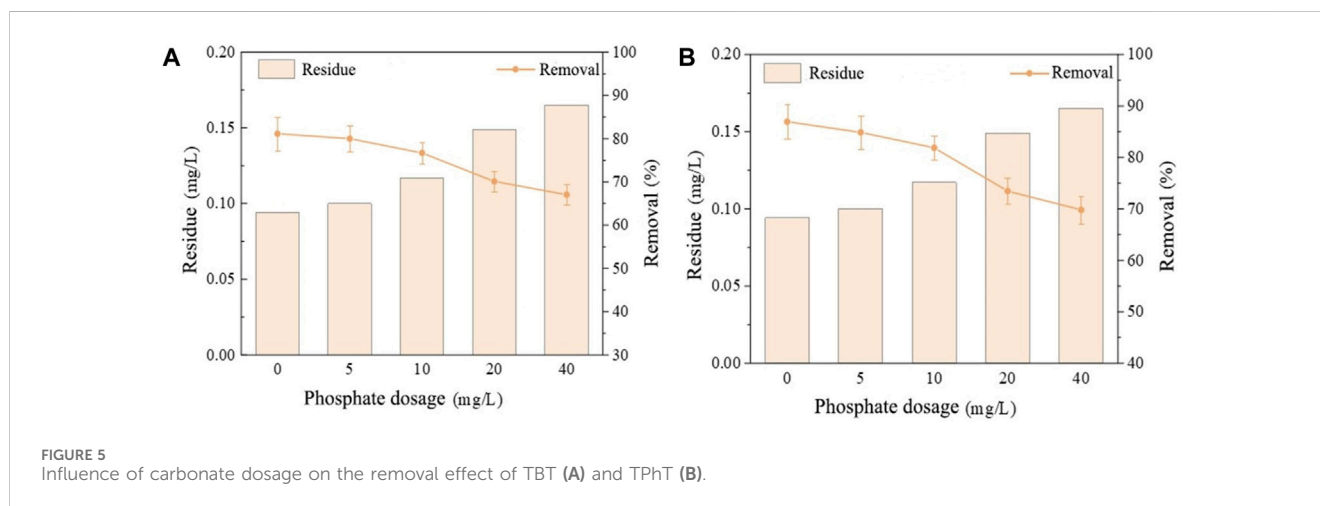 A
Residue
Removal
0.20
0.15
0.10
0.05
0.00
Residue (mg/L)
100
90
80
70
60
50
40
30
Removal (%)
0 5 10 20 40
Phosphate dosage (mg/L)
B
Residue
Removal
0.20
0.15
0.10
0.05
0.00
Residue (mg/L)
100
90
80
70
60
50
40
Removal (%)
0 5 10 20 40
Phosphate dosage (mg/L)
FIGURE 5
Influence of carbonate dosage on the removal effect of TBT (A) and TPhT (B).